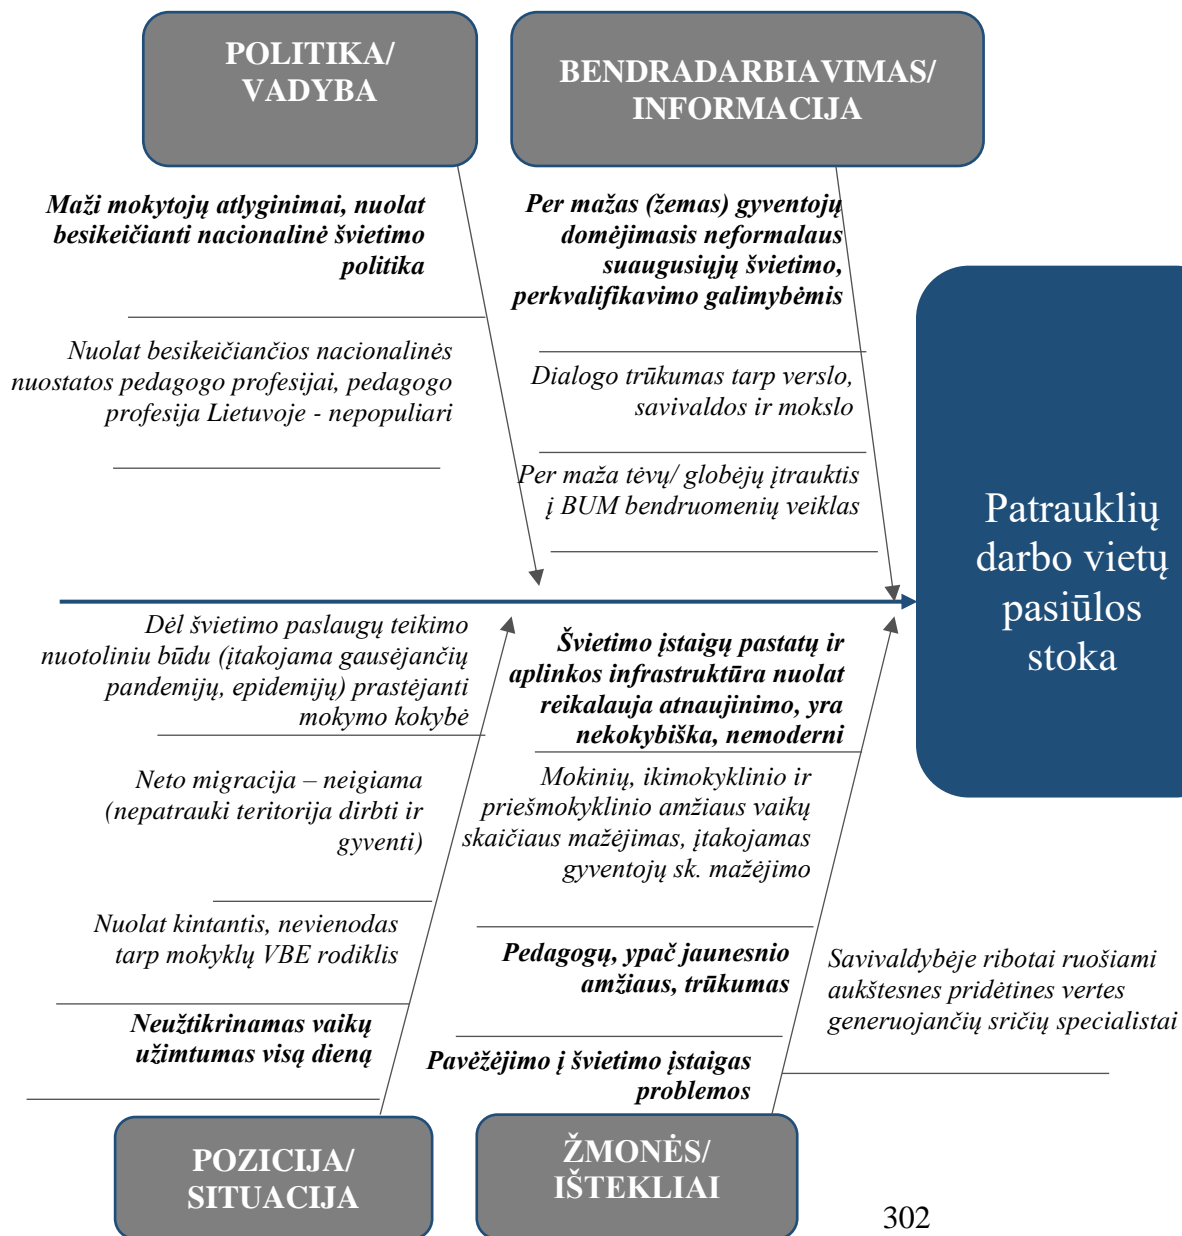 POLITIKA/
VADYBA
BENDRADARBIAVIMAS/
INFORMACIJA
Maži mokytojų atlyginimai, nuolat
besikeičianti nacionalinė švietimo
politika
Nuolat besikeičiančios nacionalinės
nuostatos pedagogo profesijai, pedagogo
profesija Lietuvoje - nepopuliari
Per mažas (žemas) gyventojų
domėjimasis neformalaus
suaugusiųjų švietimo,
perkvalifikavimo galimybėmis
Dialogo trūkumas tarp verslo,
savivaldos ir mokslo
Per maža tėvų/ globėjų įtrauktis
į BUM bendruomenių veiklas
Patrauklių
darbo vietų
pasiūlos
stoka
Dėl švietimo paslaugų teikimo
nuotoliniu būdu (įtakojama gausėjančių
pandemijų, epidemijų) prastėjanti
mokymo kokybė
Neto migracija – neigiama
(nepatrauki teritorija dirbti ir
gyventi)
Nuolat kintantis, nevienodas
tarp mokyklų VBE rodiklis
Neužtikrinamas vaikų
užimtumas visą dieną
Švietimo įstaigų pastatų ir
aplinkos infrastruktūra nuolat
reikalauja atnaujinimo, yra
nekokybiška, nemoderni
Mokinių, ikimokyklinio ir
priešmokyklinio amžiaus vaikų
skaičiaus mažėjimas, įtakojamas
gyventojų sk. mažėjimo
Pedagogų, ypač jaunesnio
amžiaus, trūkumas
Pavėžėjimo į švietimo įstaigas
problemos
Savivaldybėje ribotai ruošiami
aukštesnes pridėtines vertes
generuojančių sričių specialistai
POZICIJA/
SITUACIJA
ŽMONĖS/
IŠTEKLIAI
302